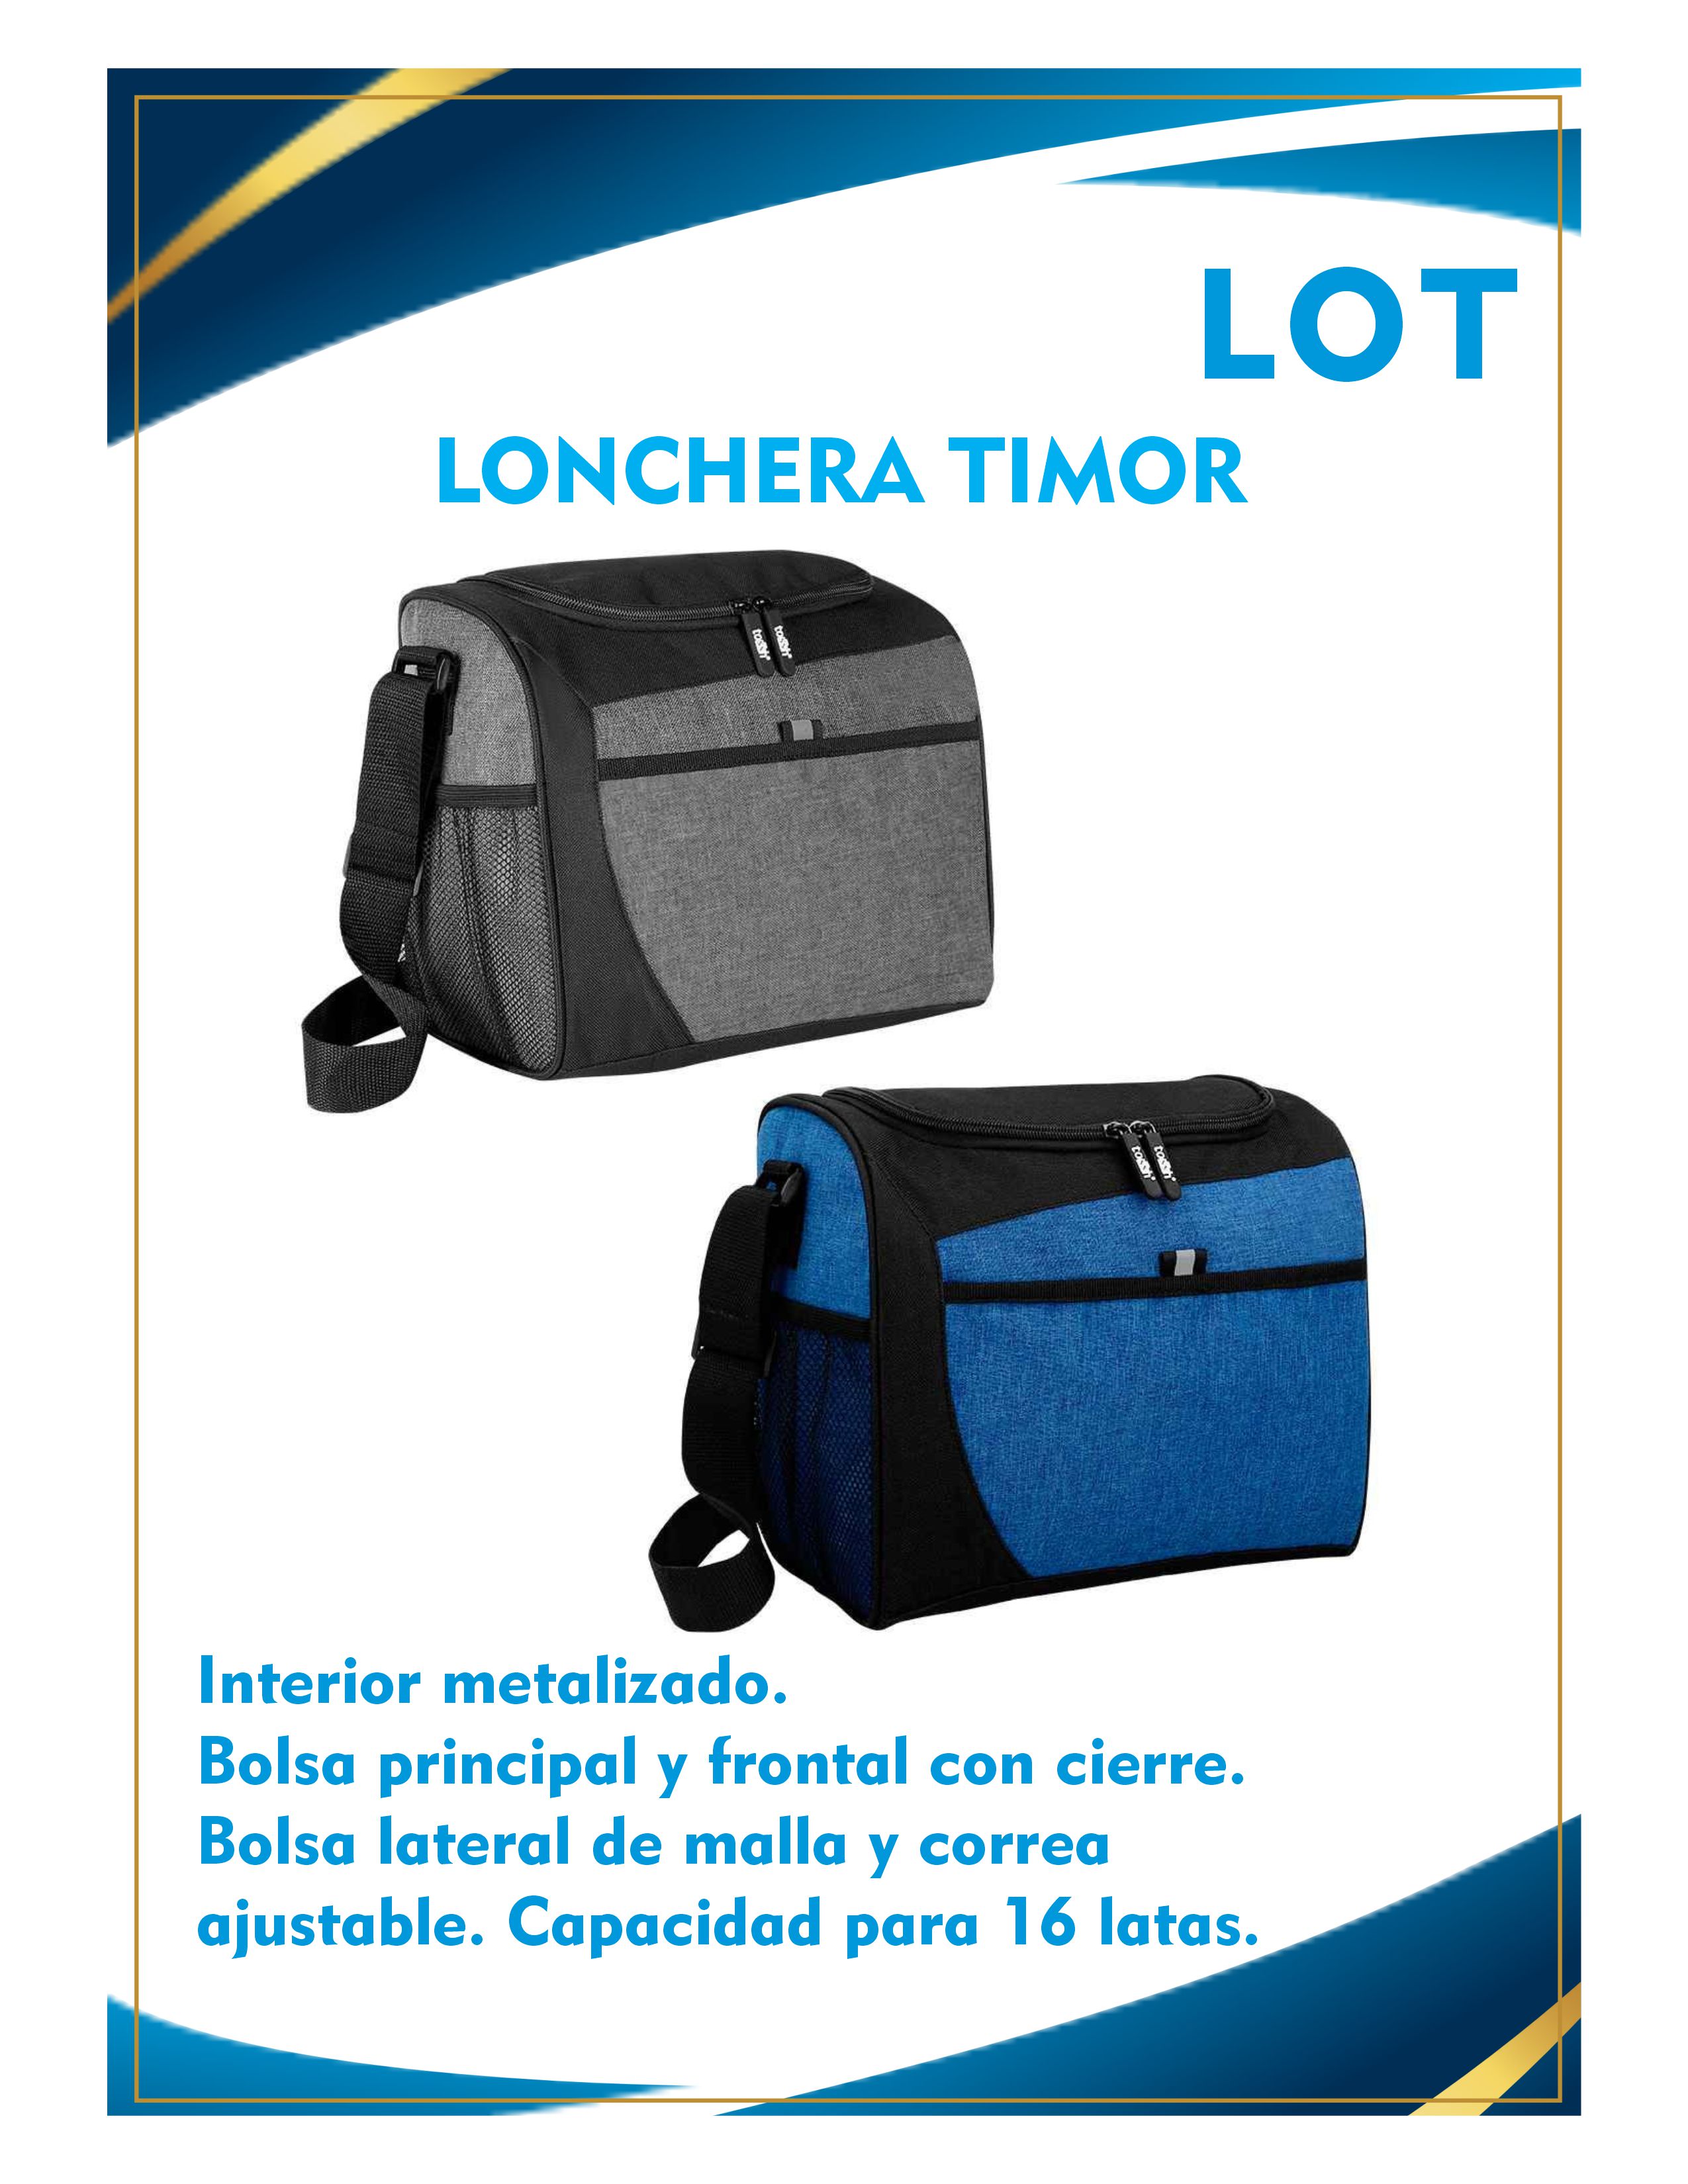 LOT
LONCHERA TIMOR
Interior metalizado.
Bolsa principal y frontal con cierre.
Bolsa lateral de malla y correa
ajustable. Capacidad para 16 latas.